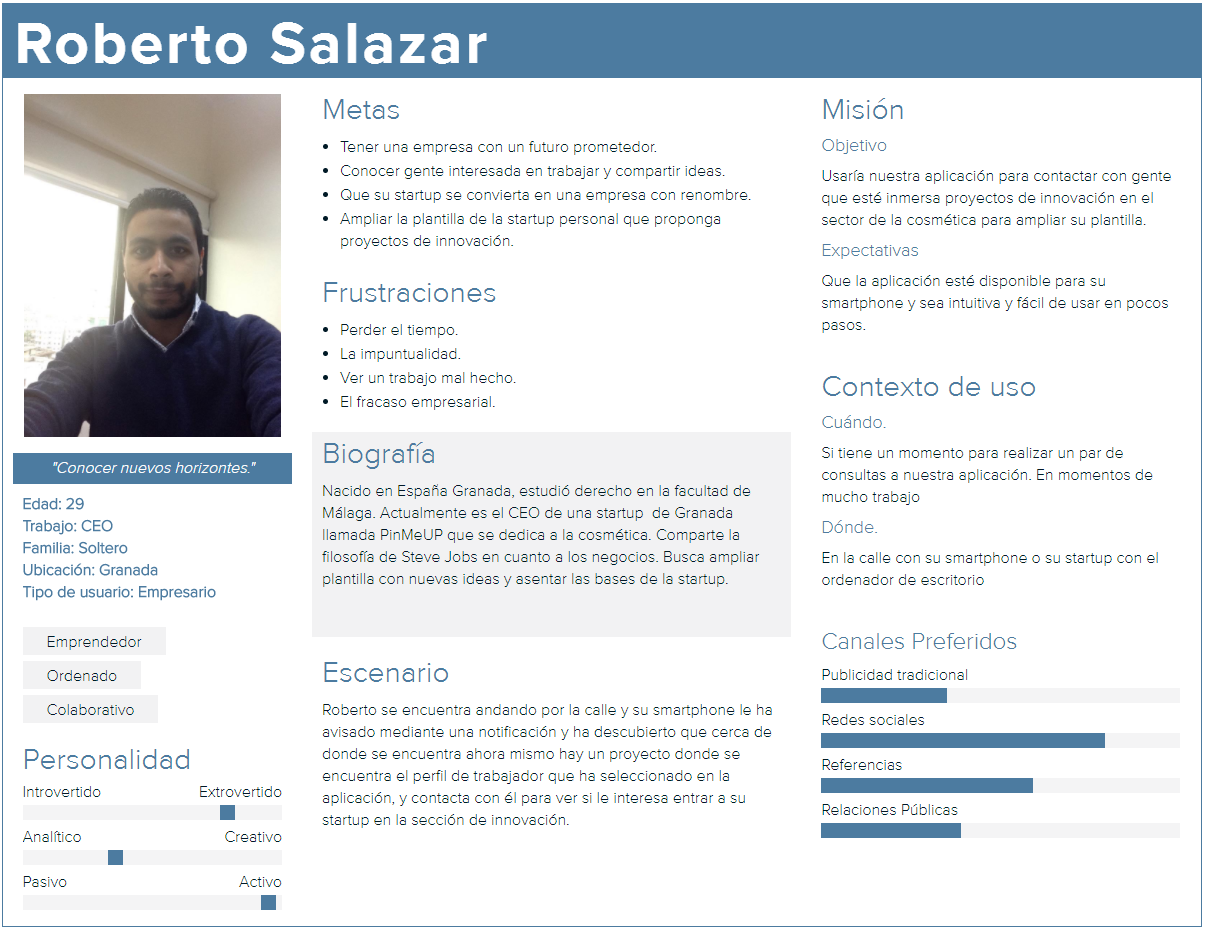 Roberto Salazar
"Conocer nuevos horizontes."
Edad: 29
Trabajo: CEO
Familia: Soltero
Ubicación: Granada
Tipo de usuario: Empresario
Emprendedor
Ordenado
Colaborativo
Personalidad
Introvertido Extrovertido
Analítico Creativo
Pasivo Activo
Metas
• Tener una empresa con un futuro prometedor.
• Conocer gente interesada en trabajar y compartir ideas.
• Que su startup se convierta en una empresa con renombre.
• Ampliar la plantilla de la startup personal que proponga
proyectos de innovación.
Frustraciones
• Perder el tiempo.
• La impuntualidad.
• Ver un trabajo mal hecho.
• El fracaso empresarial.
Biografía
Nacido en España Granada, estudió derecho en la facultad de
Málaga. Actualmente es el CEO de una startup de Granada
llamada PinMeUP que se dedica a la cosmética. Comparte la
filosofía de Steve Jobs en cuanto a los negocios. Busca ampliar
plantilla con nuevas ideas y asentar las bases de la startup.
Escenario
Roberto se encuentra andando por la calle y su smartphone le ha
avisado mediante una notificación y ha descubierto que cerca de
donde se encuentra ahora mismo hay un proyecto donde se
encuentra el perfil de trabajador que ha seleccionado en la
aplicación, y contacta con él para ver si le interesa entrar a su
startup en la sección de innovación.
Misión
Objetivo
Usaría nuestra aplicación para contactar con gente
que esté inmersa proyectos de innovación en el
sector de la cosmética para ampliar su plantilla.
Expectativas
Que la aplicación esté disponible para su
smartphone y sea intuitiva y fácil de usar en pocos
pasos.
Contexto de uso
Cuándo.
Si tiene un momento para realizar un par de
consultas a nuestra aplicación. En momentos de
mucho trabajo
Dónde.
En la calle con su smartphone o su startup con el
ordenador de escritorio
Canales Preferidos
Publicidad tradicional
Redes sociales
Referencias
Relaciones Públicas